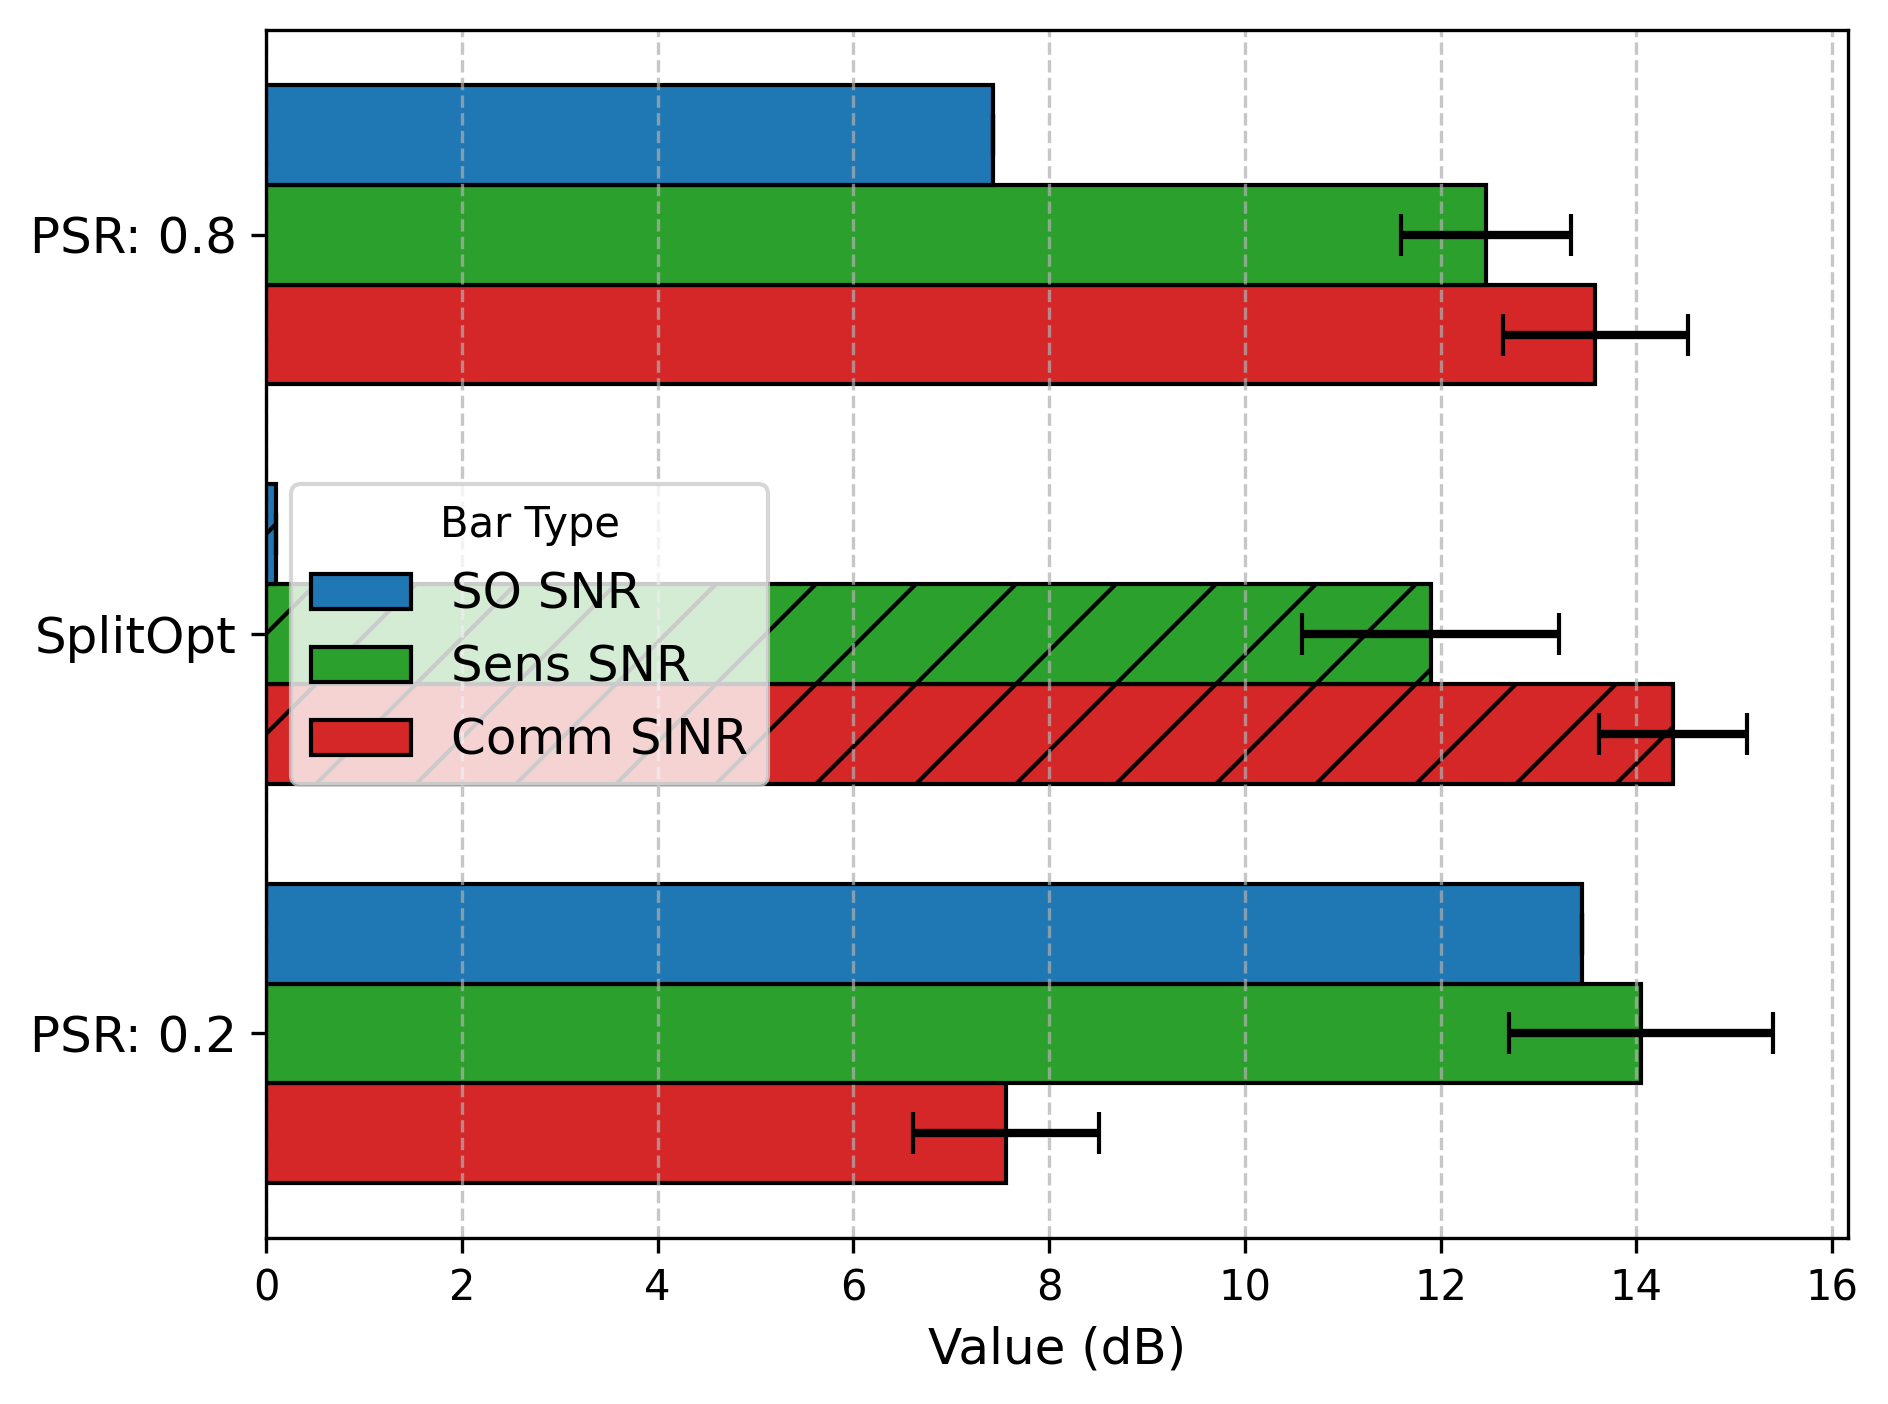 PSR: 0.8
SplitOpt
PSR: 0.2
Bar Type
SO SNR
Sens SNR
Comm SINR
0 2 4 6 8 10 12 14 16
Value (dB)